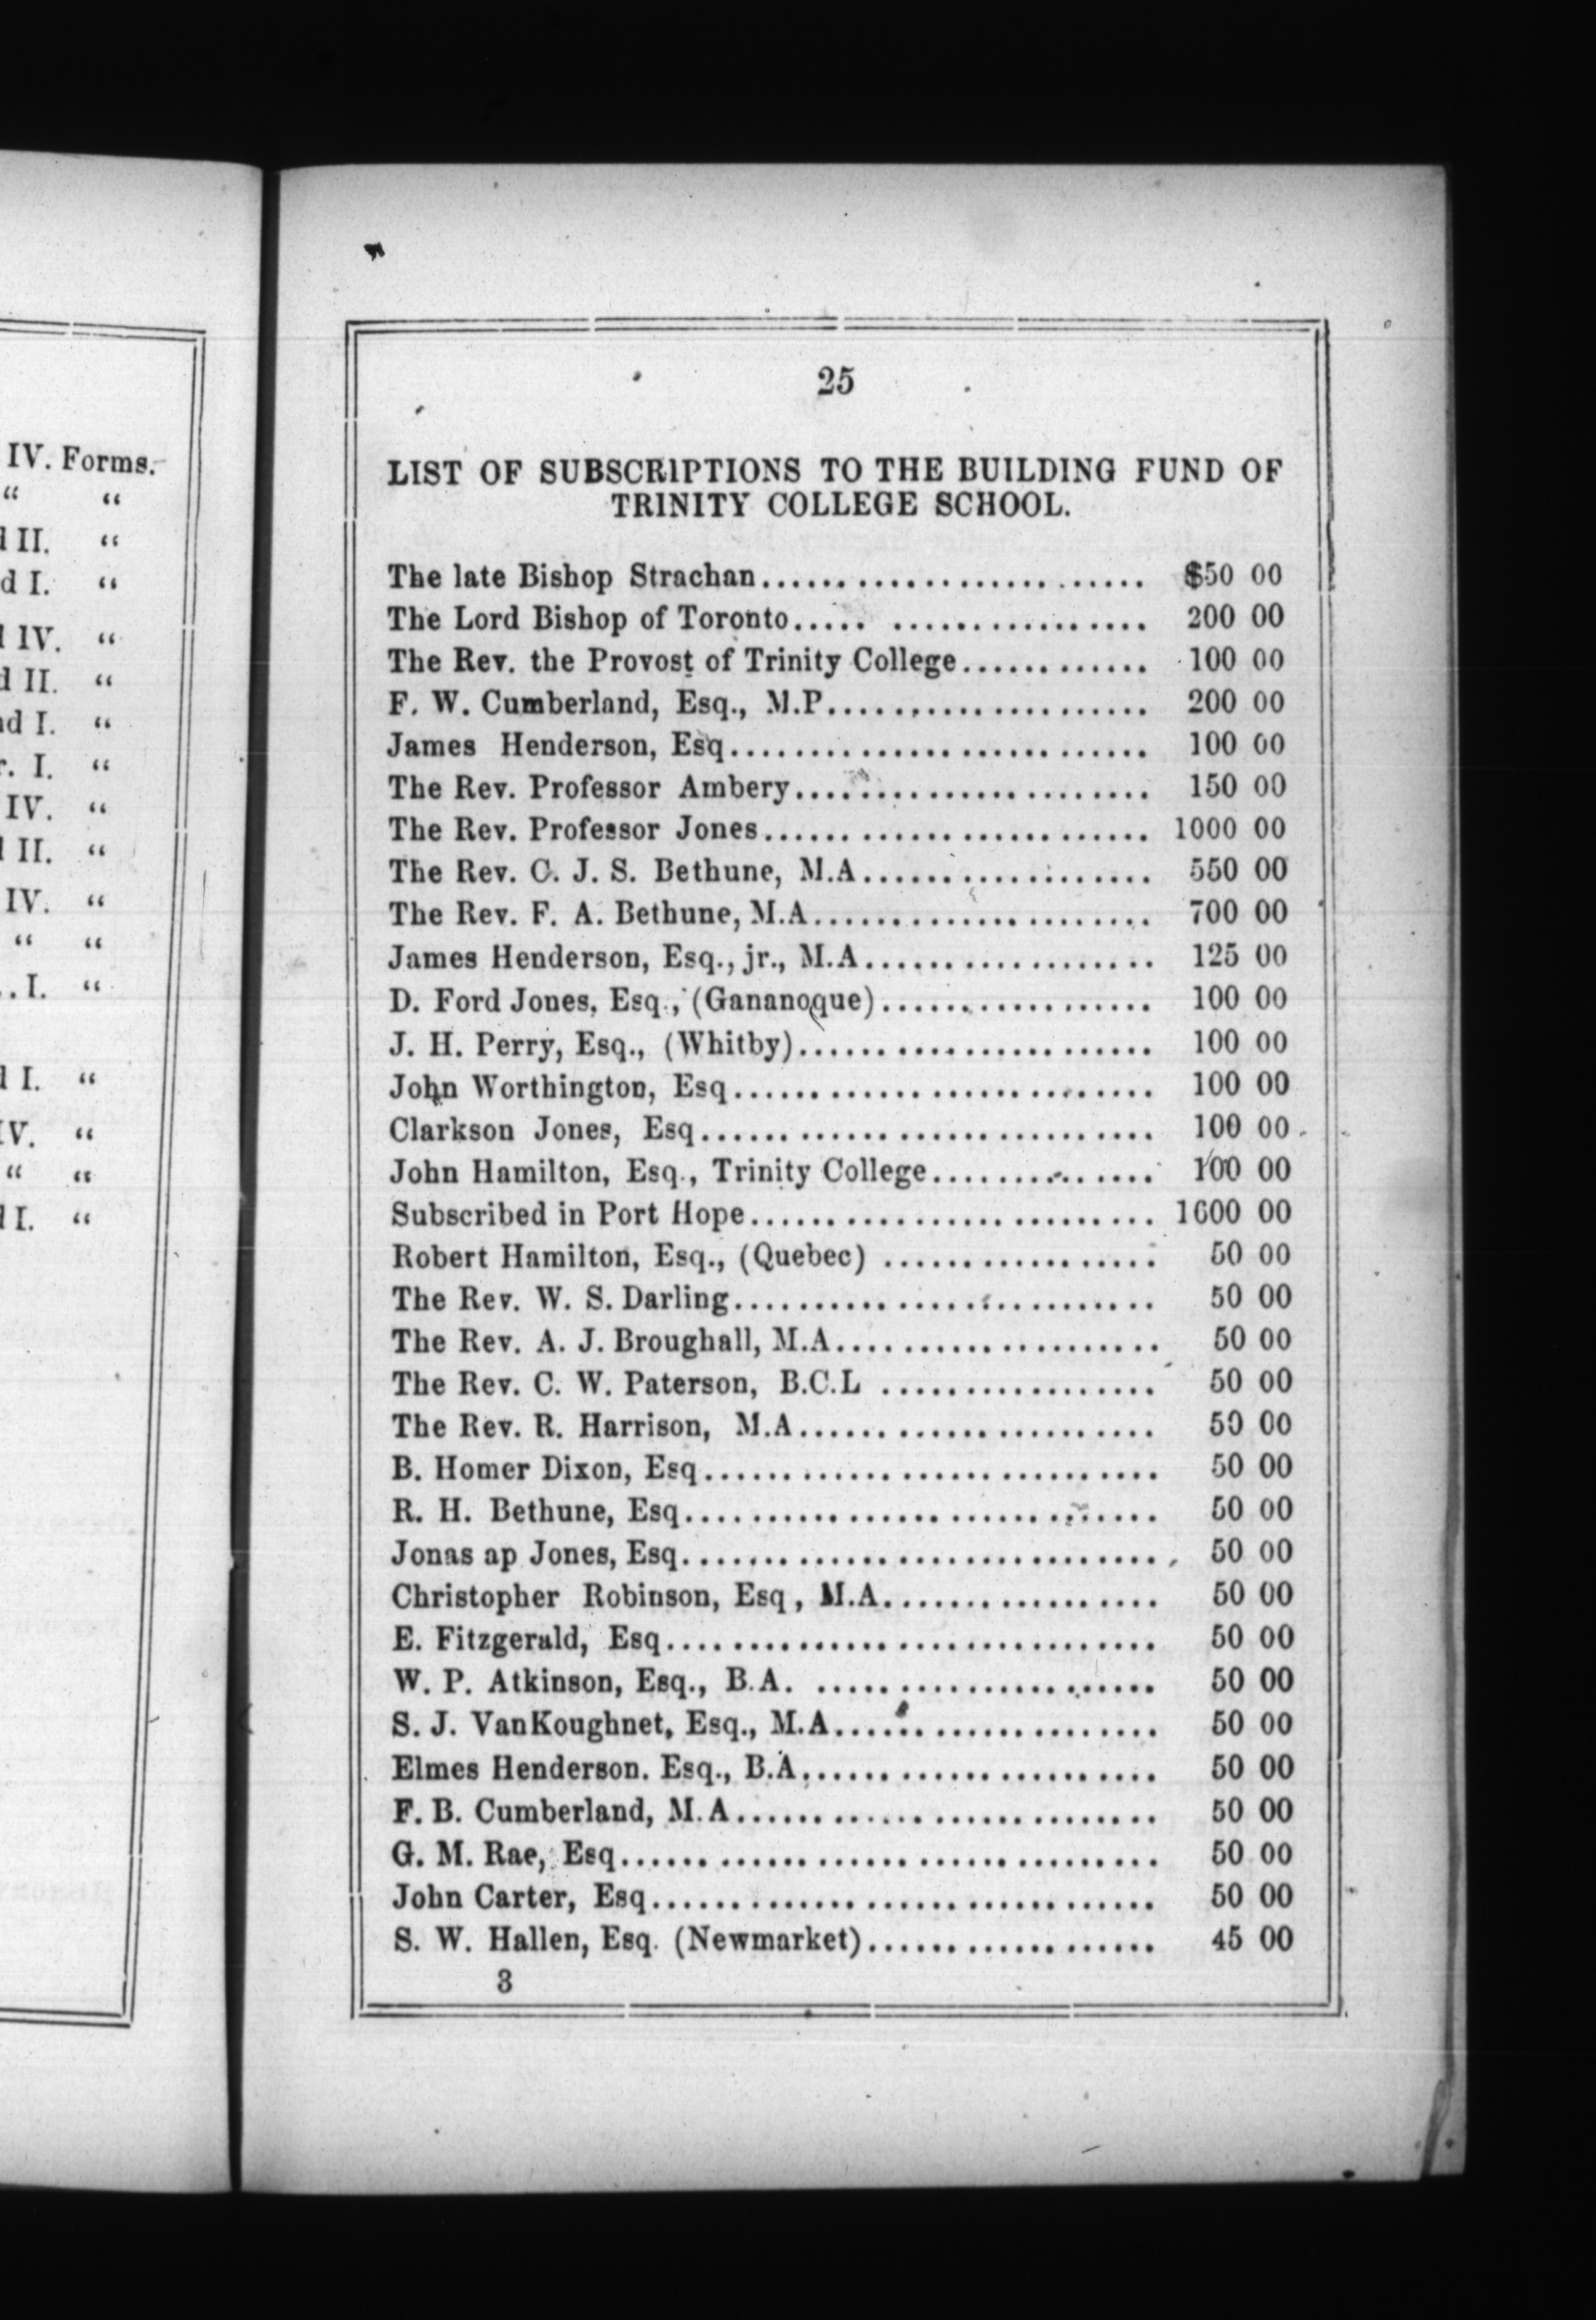 IV. Forms.
“ “
II. “
d I. “
IV. “
d II. “
d I. “
I. “
IV. “
II. “
IV. “
“ “
..I. “
I. “
IV. “
“ “
I. “
25
LIST OF SUBSCRIPTIONS TO THE BUILDING FUND OF
TRINITY COLLEGE SCHOOL.
The late Bishop Strachan.......................... $50 00
The Lord Bishop of Toronto..... ................ 200 00
The Rev. the Provost of Trinity College............ 100 00
F. W. Cumberland, Esq., M.P.................... 200 00
James Henderson, Esq.......................... 100 00
The Rev. Professor Ambery...................... 150 00
The Rev. Professor Jones........................ 1000 00
The Rev. C. J. S. Bethune, M.A.................. 550 00
The Rev. F. A. Bethune, M.A..................... 700 00
James Henderson, Esq., jr., M.A.................. 125 00
D. Ford Jones, Esq., (Gananoque)................. 100 00
J. H. Perry, Esq., (Whitby)...................... 100 00
John Worthington, Esq.......................... 100 00
Clarkson Jones, Esq............................ 100 00
John Hamilton, Esq., Trinity College.............. 100 00
Subscribed in Port Hope......................... 1600 00
Robert Hamilton, Esq., (Quebec) ................. 50 00
The Rev. W. S. Darling.......................... 50 00
The Rev. A. J. Broughall, M.A.................... 50 00
The Rev. C. W. Paterson, B.C.L ................. 50 00
The Rev. R. Harrison, M.A...................... 50 00
B. Homer Dixon, Esq............................ 50 00
R. H. Bethune, Esq............................. 50 00
Jonas ap Jones, Esq............................. 50 00
Christopher Robinson, Esq, M.A................. 50 00
E. Fitzgerald, Esq.............................. 50 00
W. P. Atkinson, Esq., B.A. ..................... 50 00
S. J. VanKoughnet, Esq., M.A.................... 50 00
Elmes Henderson. Esq., B.A...................... 50 00
F. B. Cumberland, M.A.......................... 50 00
G. M. Rae, Esq................................. 50 00
John Carter, Esq............................... 50 00
S. W. Hallen, Esq. (Newmarket).................. 45 00
3